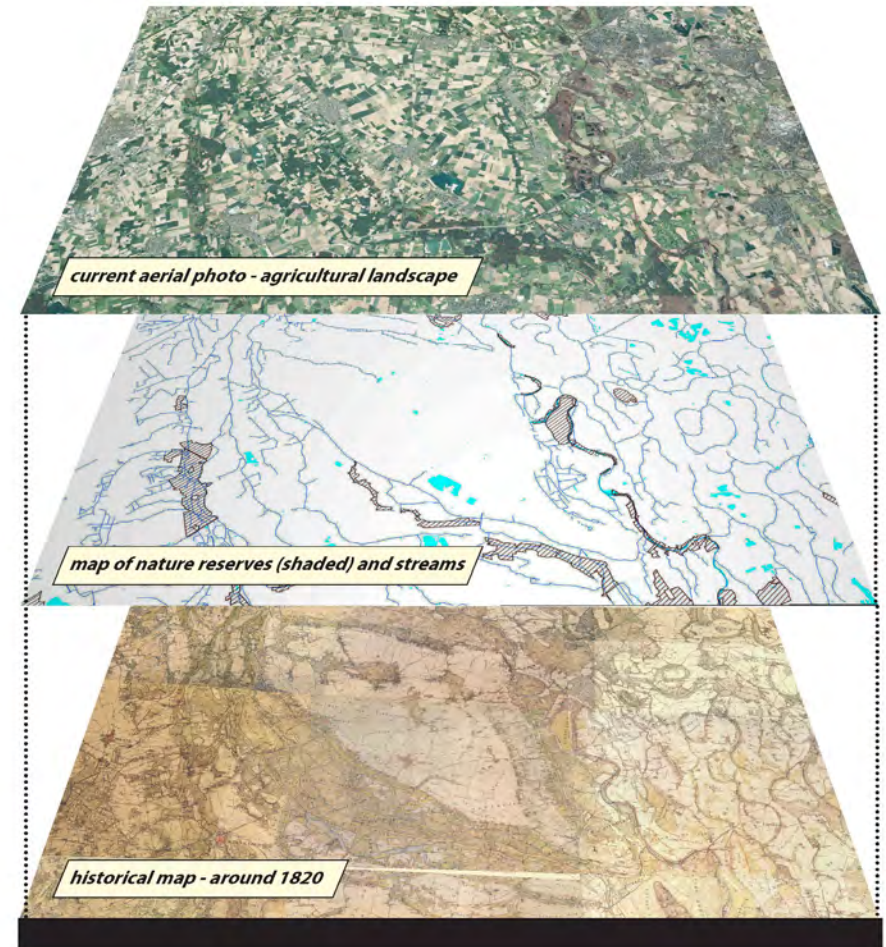 current aerial photo - agricultural landscape
map of nature reserves (shaded) and streams
historical map - around 1820